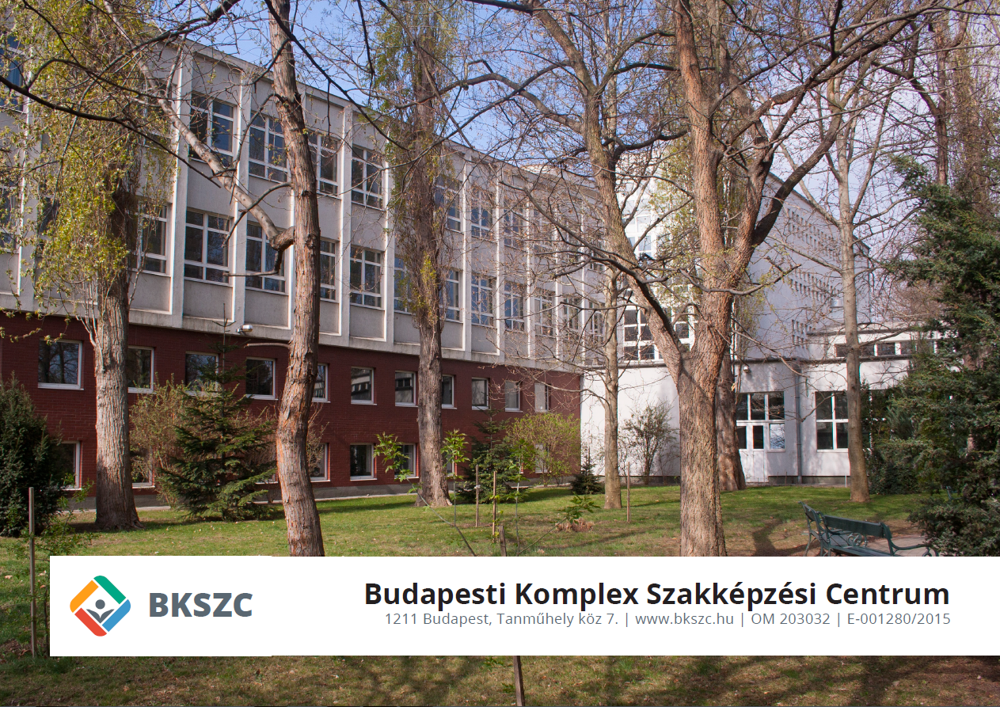 BKSZC
Budapesti Komplex Szakképzési Centrum
1211 Budapest, Tanműhely köz 7. | www.bkszc.hu | OM 203032 | E-001280/2015